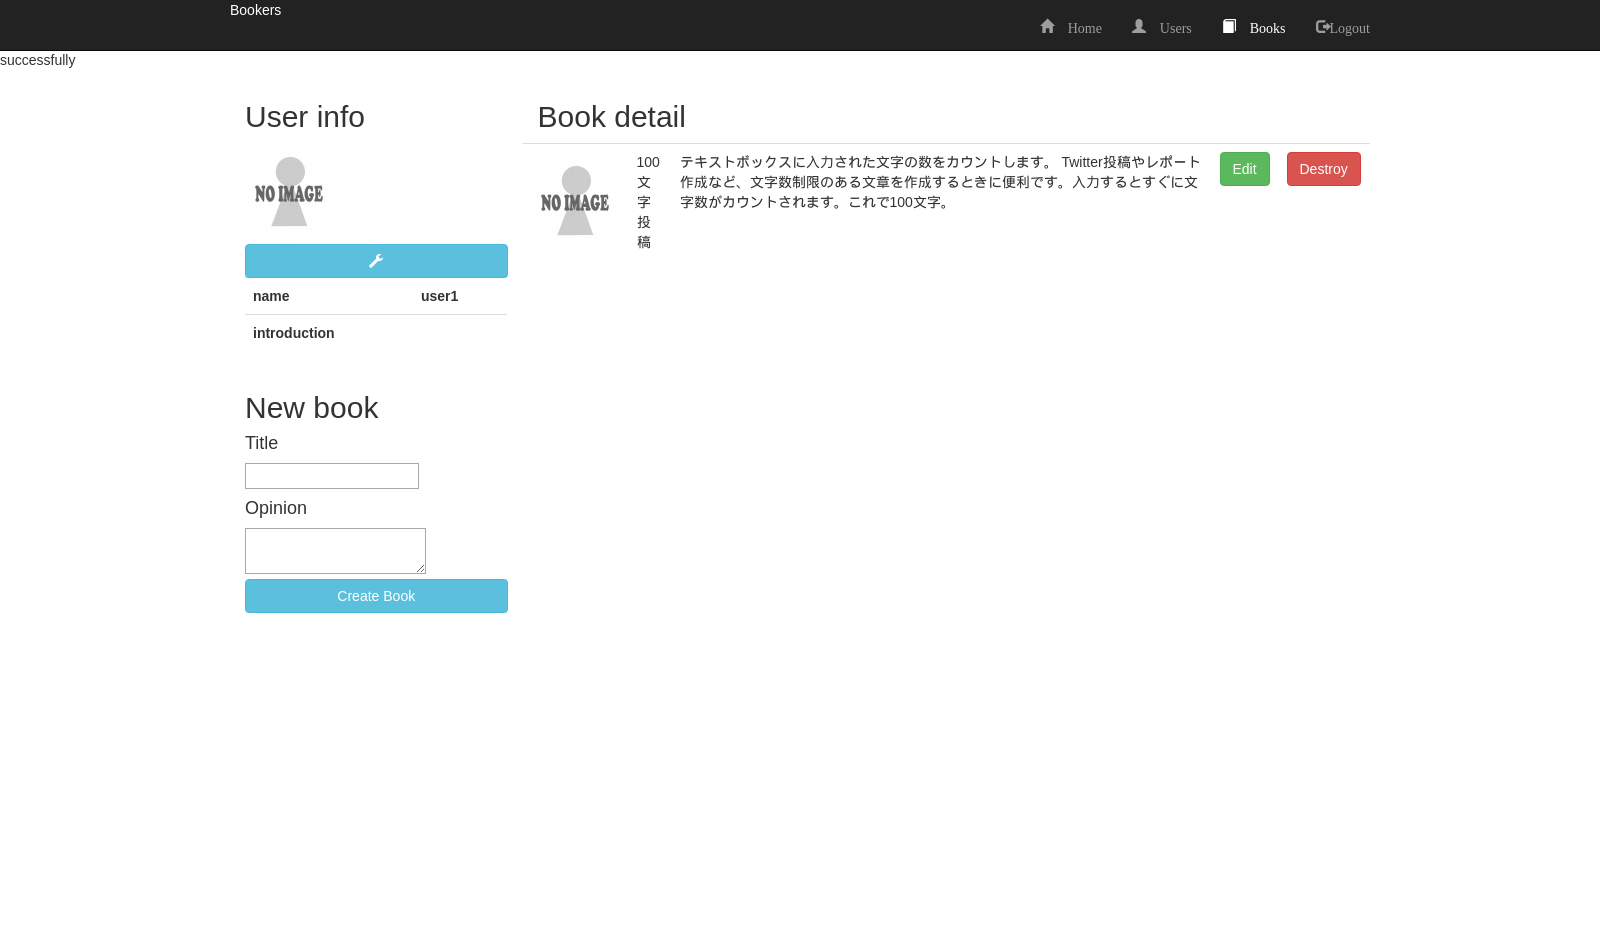 Bookers
Home Users Books Logout
successfully
User info
NO IMAGE
name user1
introduction
New book
Title
Opinion
Create Book
Book detail
NO IMAGE
100
文
字
投
稿
テキストボックスに入力された文字の数をカウントします。 Twitter投稿やレポート
作成など、文字数制限のある文章を作成するときに便利です。入力するとすぐに文
字数がカウントされます。これで100文字。
Edit Destroy